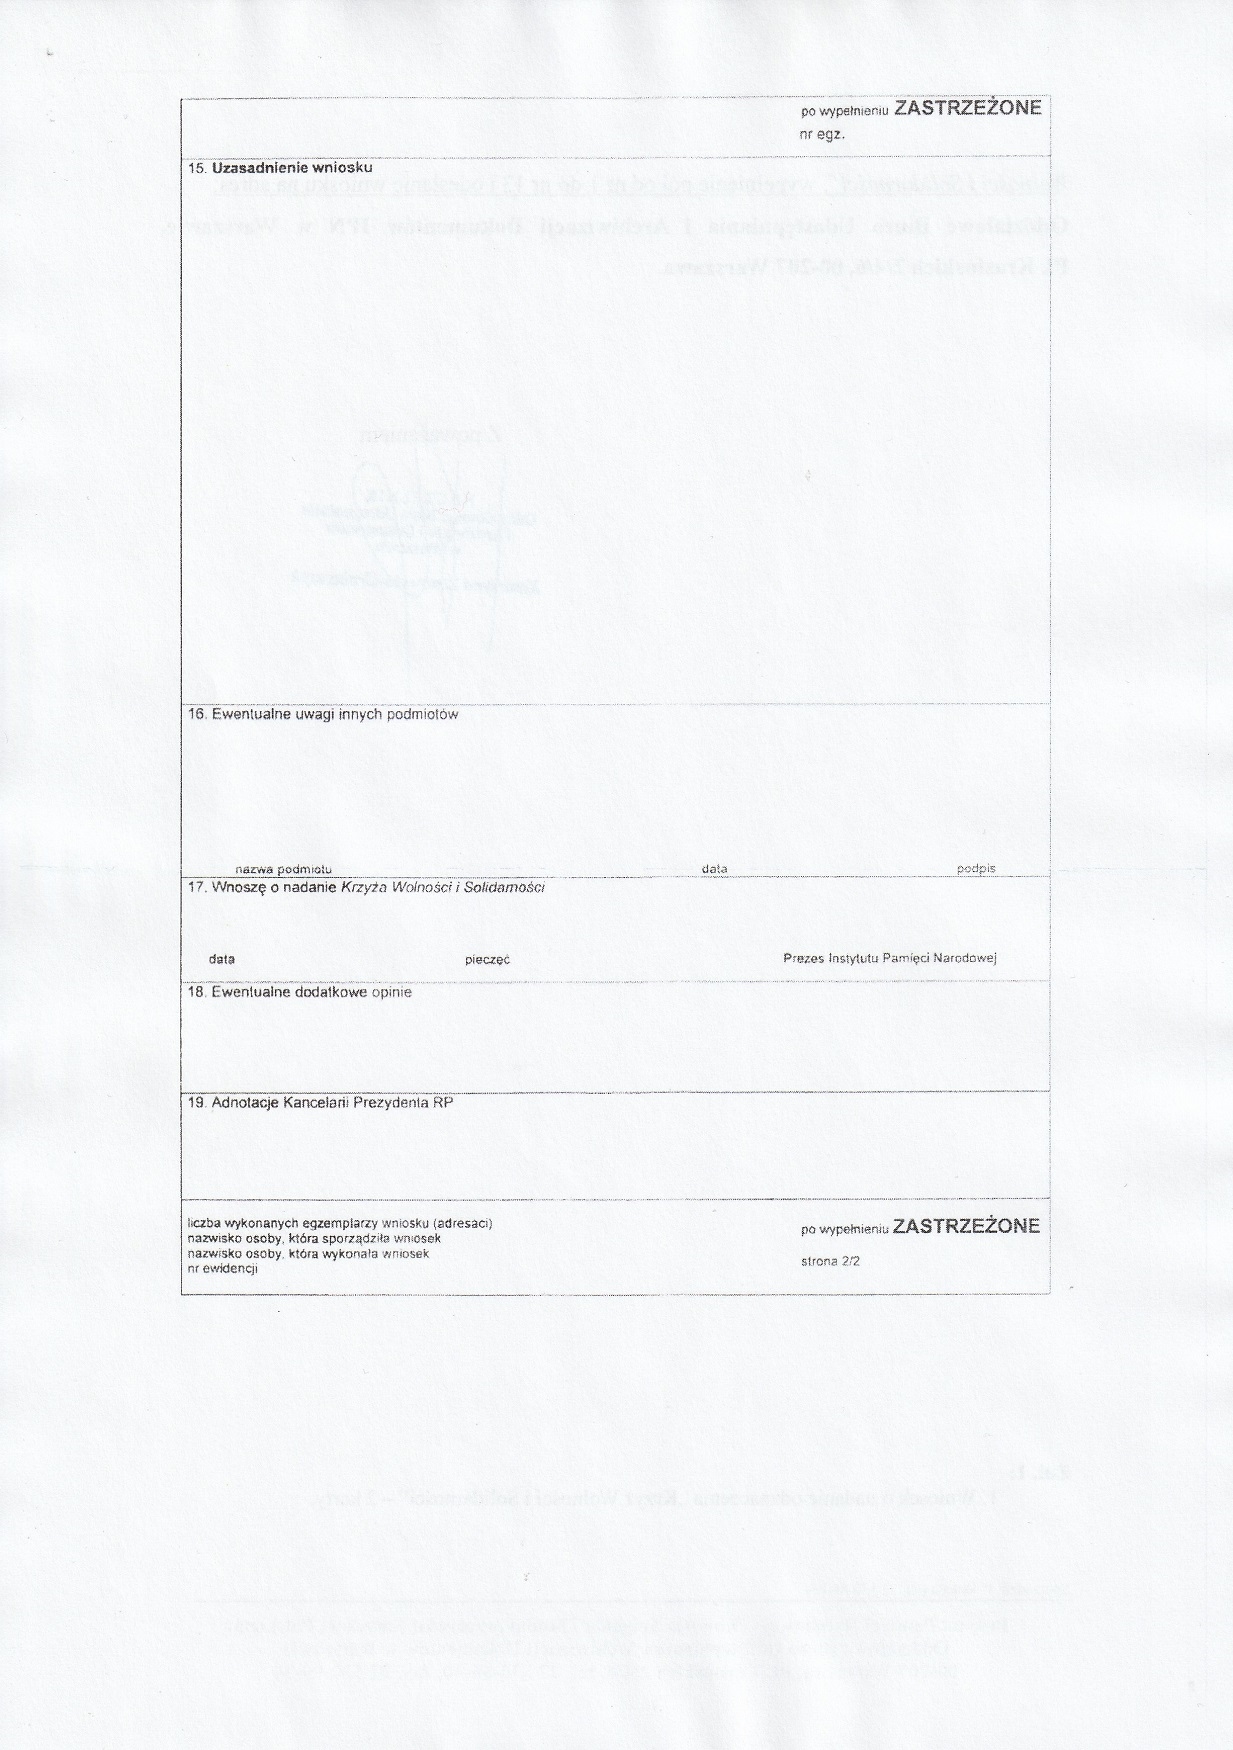 po wypełnieniu ZASTRZEŻONE
nr egz.
15. Uzasadnienie wniosku
16. Ewentualne uwagi innych podmiotów
nazwa podmiotu data podpis
17. Wnoszę o nadanie Krzyża Wolności i Solidarności
data pieczęć Prezes Instytutu Pamięci Narodowej
18. Ewentualne dodatkowe opinie
19. Adnotacje Kancelarii Prezydenta RP
liczba wykonanych egzemplarzy wniosku (adresaci)
nazwisko osoby, która sporządziła wniosek
nazwisko osoby, która wykonała wniosek
nr ewidencji
po wypełnieniu ZASTRZEŻONE
strona 2/2